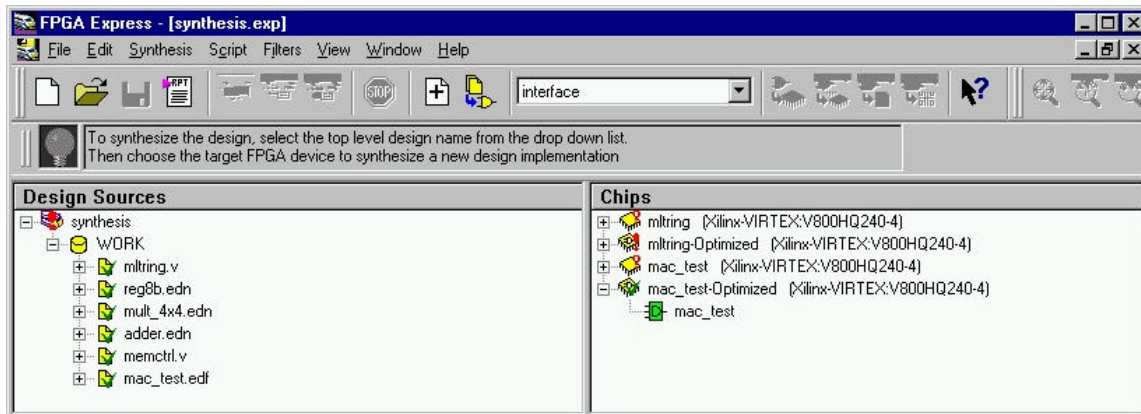 FPGA Express - [synthesis.exp]
File Edit Synthesis Script Filters View Window Help
RPT STOP interface
To synthesize the design, select the top level design name from the drop down list.
Then choose the target FPGA device to synthesize a new design implementation
Design Sources
synthesis
WORK
mltring.v
reg8b.edn
mult_4x4.edn
adder.edn
memctrl.v
mac_test.edf
Chips
mltring (Xilinx-VIRTEX:V800HQ240-4)
mltring-Optimized (Xilinx-VIRTEX:V800HQ240-4)
mac_test (Xilinx-VIRTEX:V800HQ240-4)
mac_test-Optimized (Xilinx-VIRTEX:V800HQ240-4)
mac_test